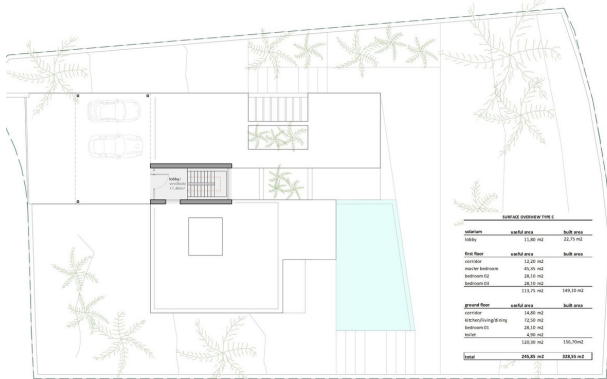 lobby/
vestíbulo
11,80m²
SURFACE OVERVIEW TYPE C
solarium useful area built area
lobby 11,80 m2 22,75 m2
first floor useful area built area
corridor 12,20 m2
master bedroom 45,35 m2
bedroom 02 28,10 m2
bedroom 03 28,10 m2
113,75 m2 149,10 m2
ground floor useful area built area
corridor 14,80 m2
kitchen/living/dining 72,50 m2
bedroom 01 28,10 m2
toilet 4,90 m2
120,30 m2 156,70m2
total 245,85 m2 328,55 m2